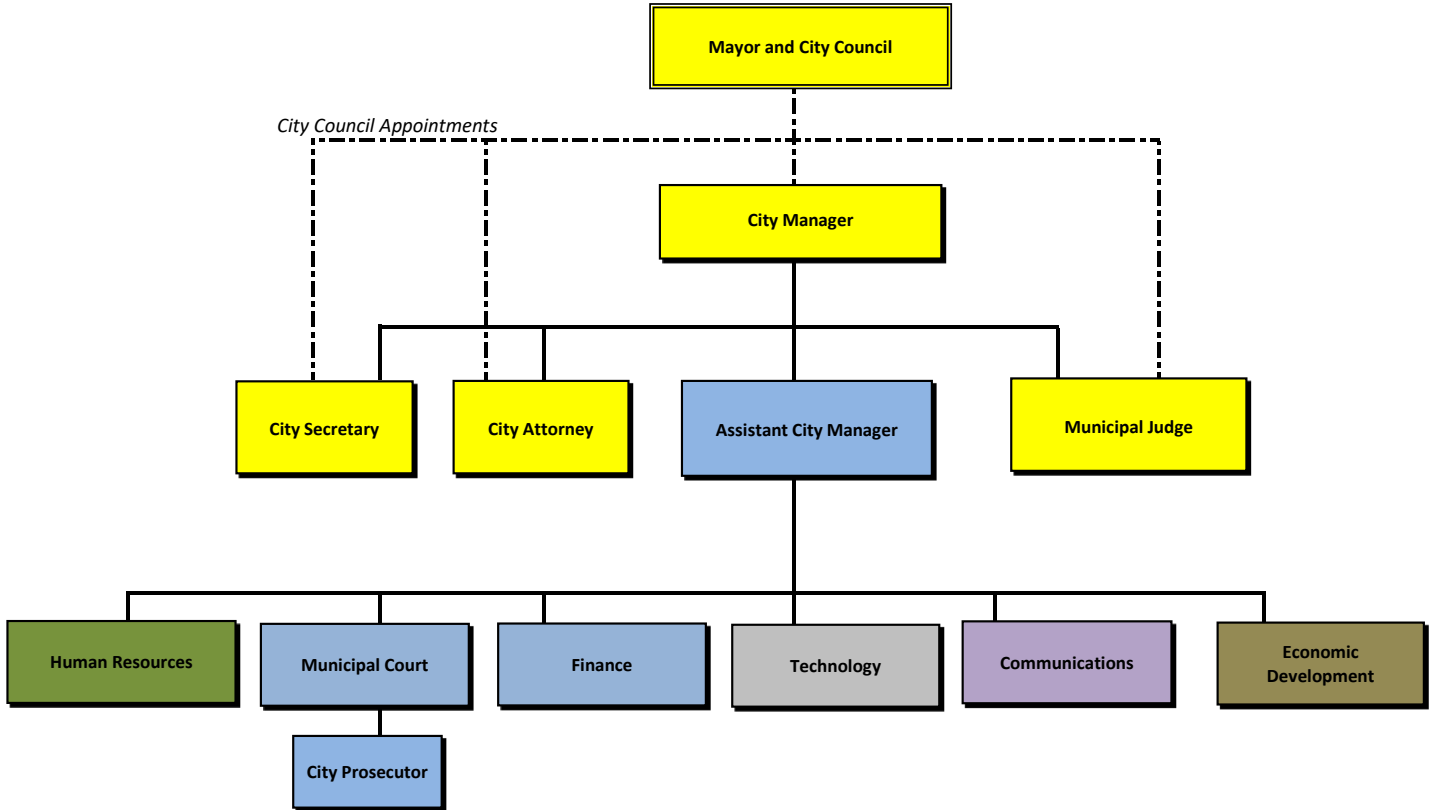 Mayor and City Council
City Council Appointments
City Manager
City Secretary
City Attorney
Assistant City Manager
Municipal Judge
Human Resources
Municipal Court
Finance
Technology
Communications
Economic
Development
City Prosecutor